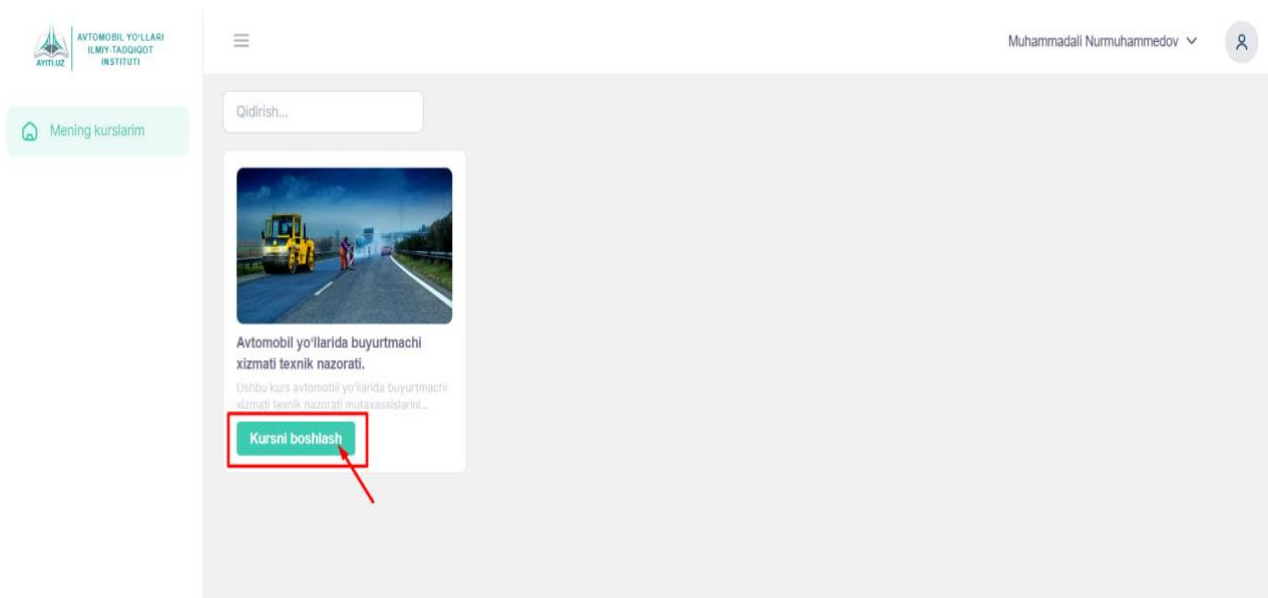 AVTOMOBIL YO'LLARI
ILMIY-TADQIQOT
INSTITUTI
AYITI.UZ
Muhammadali Nurmuhammedov
Mening kurslarim
Qidirish...
Avtomobil yo'llarida buyurtmachi
xizmati texnik nazorati.
Ushbu kurs avtomobil yo'llarida buyurtmachi
xizmati texnik nazorati mutaxassislarini...
Kursni boshlash